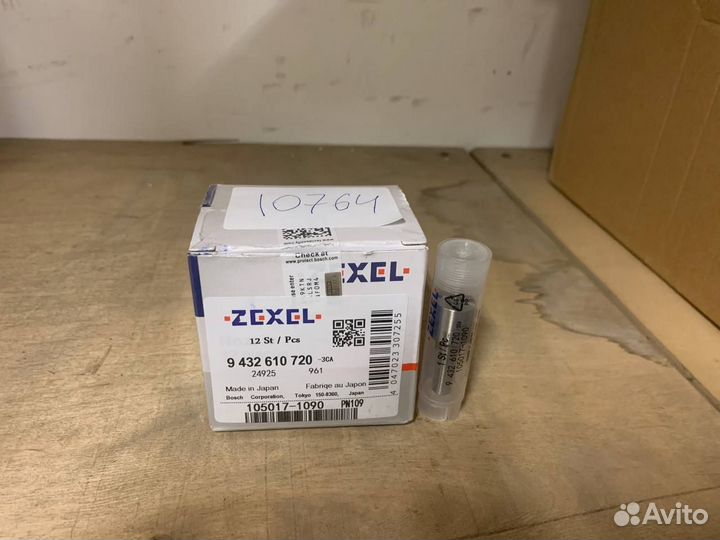 10764
Check at
www.protect.bosch.com
ZEXEL
ZEXEL
12 St / Pcs
9 432 610 720 -3CA
24925 961
Made in Japan Fabriqe au Japon
Bosch Corporation, Tokyo 150-8360, Japan
105017-1090 PN109
4 047023 307255
1 St / Pc
9 432 610 720
105017-1090
Avito